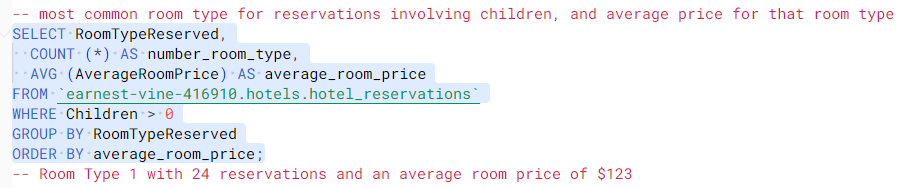 -- most common room type for reservations involving children, and average price for that room type
SELECT RoomTypeReserved,
  COUNT (*) AS number_room_type,
  AVG (AverageRoomPrice) AS average_room_price
FROM `earnest-vine-416910.hotels.hotel_reservations`
WHERE Children > 0
GROUP BY RoomTypeReserved
ORDER BY average_room_price;
-- Room Type 1 with 24 reservations and an average room price of $123